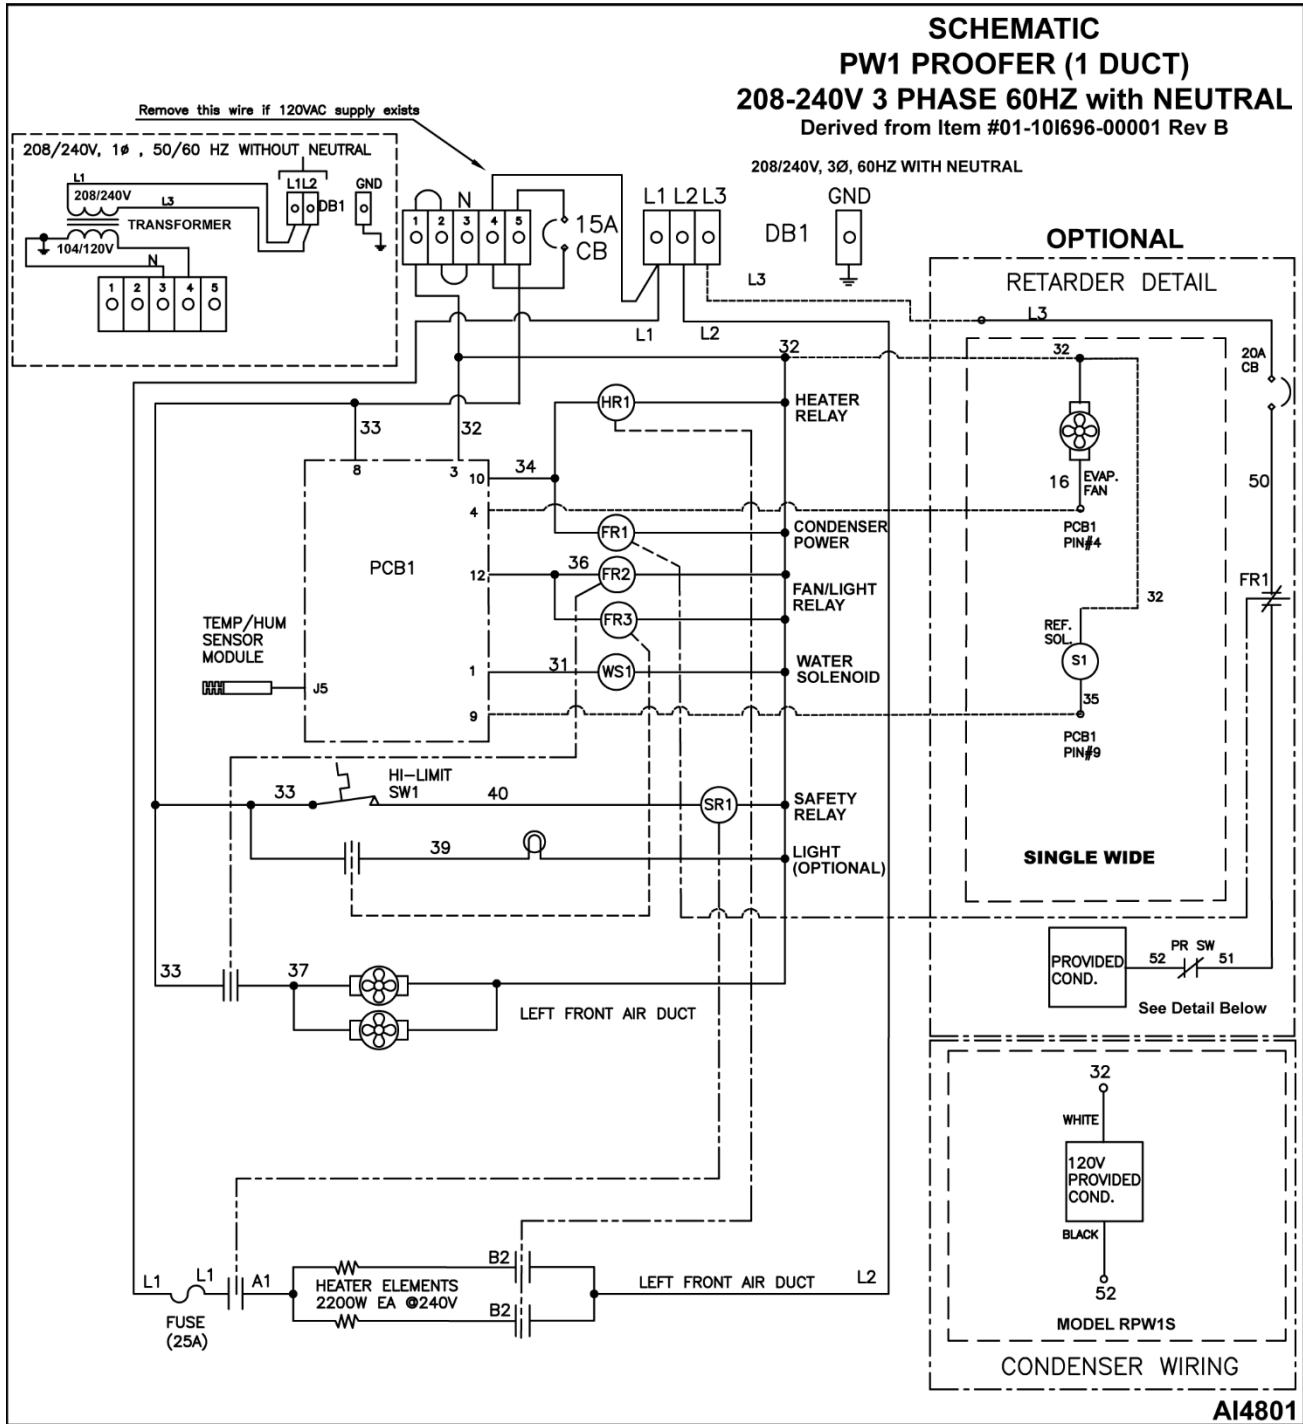 SCHEMATIC
PW1 PROOFER (1 DUCT)
208-240V 3 PHASE 60HZ with NEUTRAL
Derived from Item #01-10I696-00001 Rev B
Remove this wire if 120VAC supply exists
208/240V, 1ø , 50/60 HZ WITHOUT NEUTRAL
L1
208/240V
L3
TRANSFORMER
104/120V
N
L1L2
DB1
GND
1 2 3 4 5
N
1 2 3 4 5
15A
CB
208/240V, 3Ø, 60HZ WITH NEUTRAL
L1 L2 L3
DB1
GND
L3
L1
L2
OPTIONAL
RETARDER DETAIL
L3
20A
CB
32
32
HR1
HEATER
RELAY
33
32
8
3
10
34
4
FR1
CONDENSER
POWER
PCB1
12
36
FR2
FAN/LIGHT
RELAY
FR3
TEMP/HUM
SENSOR
MODULE
J5
1
31
WS1
WATER
SOLENOID
9
16
EVAP.
FAN
PCB1
PIN#4
50
FR1
32
REF.
SOL.
S1
35
PCB1
PIN#9
33
HI-LIMIT
SW1
40
SR1
SAFETY
RELAY
39
LIGHT
(OPTIONAL)
SINGLE WIDE
33
37
LEFT FRONT AIR DUCT
PROVIDED
COND.
52
PR SW
51
See Detail Below
32
WHITE
120V
PROVIDED
COND.
BLACK
52
MODEL RPW1S
CONDENSER WIRING
L1
L1
FUSE
(25A)
A1
HEATER ELEMENTS
2200W EA @240V
B2
B2
LEFT FRONT AIR DUCT
L2
AI4801